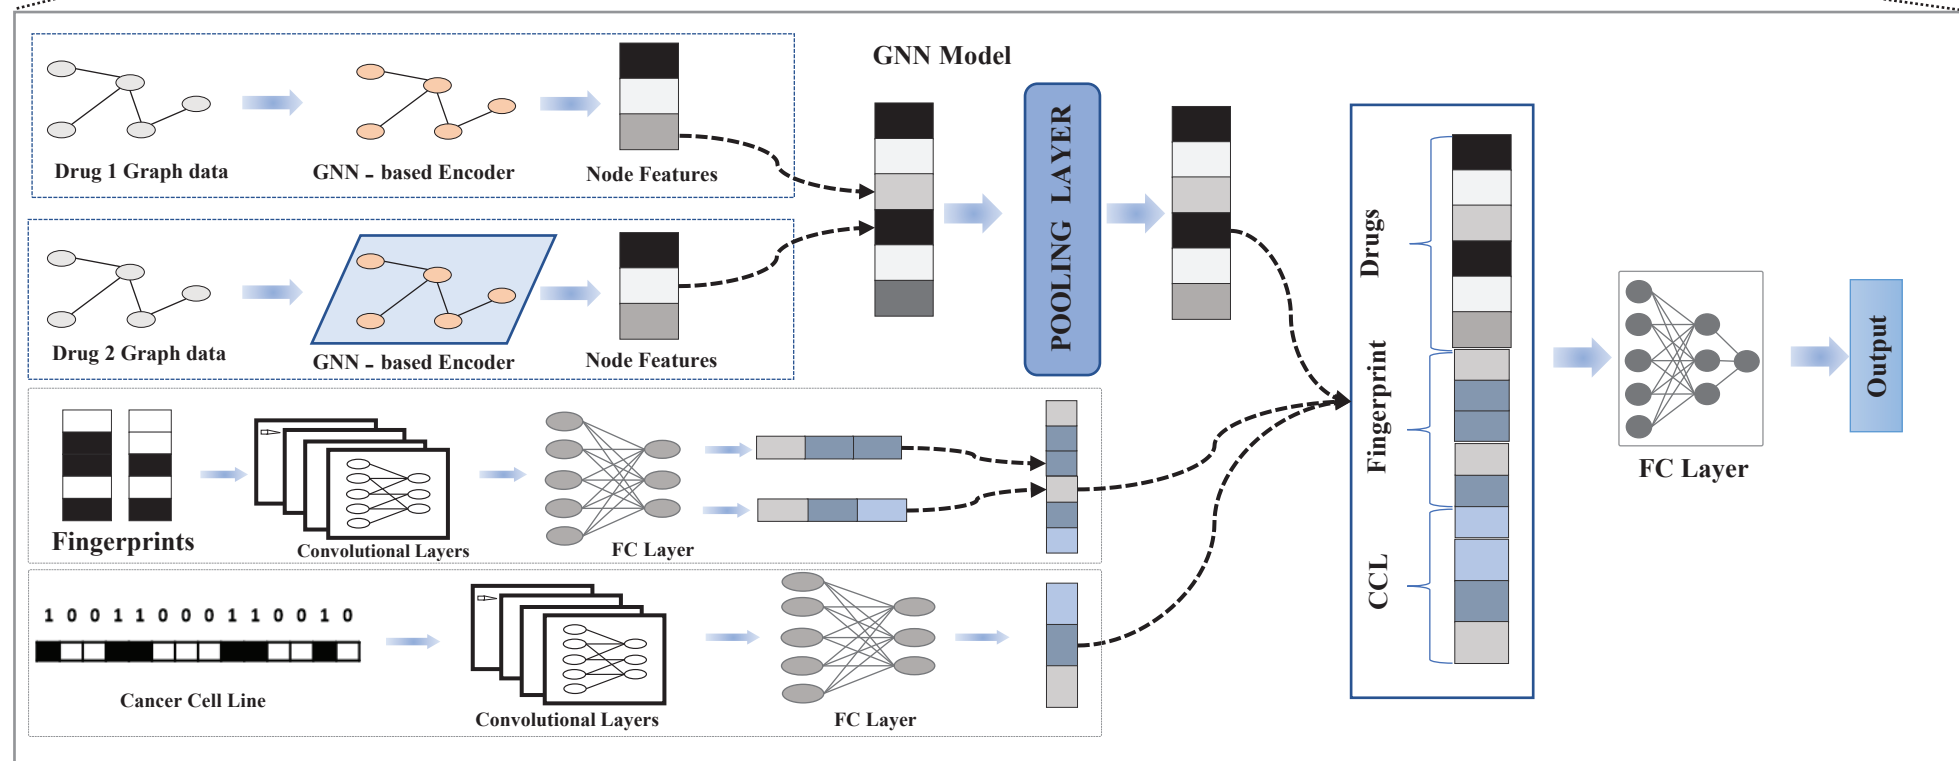 GNN Model
Drug 1 Graph data
GNN - based Encoder
Node Features
Drug 2 Graph data
GNN - based Encoder
Node Features
POOLING LAYER
Fingerprints
Convolutional Layers
FC Layer
1 0 0 1 1 0 0 0 1 1 0 0 1 0
Cancer Cell Line
Convolutional Layers
FC Layer
Drugs
Fingerprint
CCL
FC Layer
Output